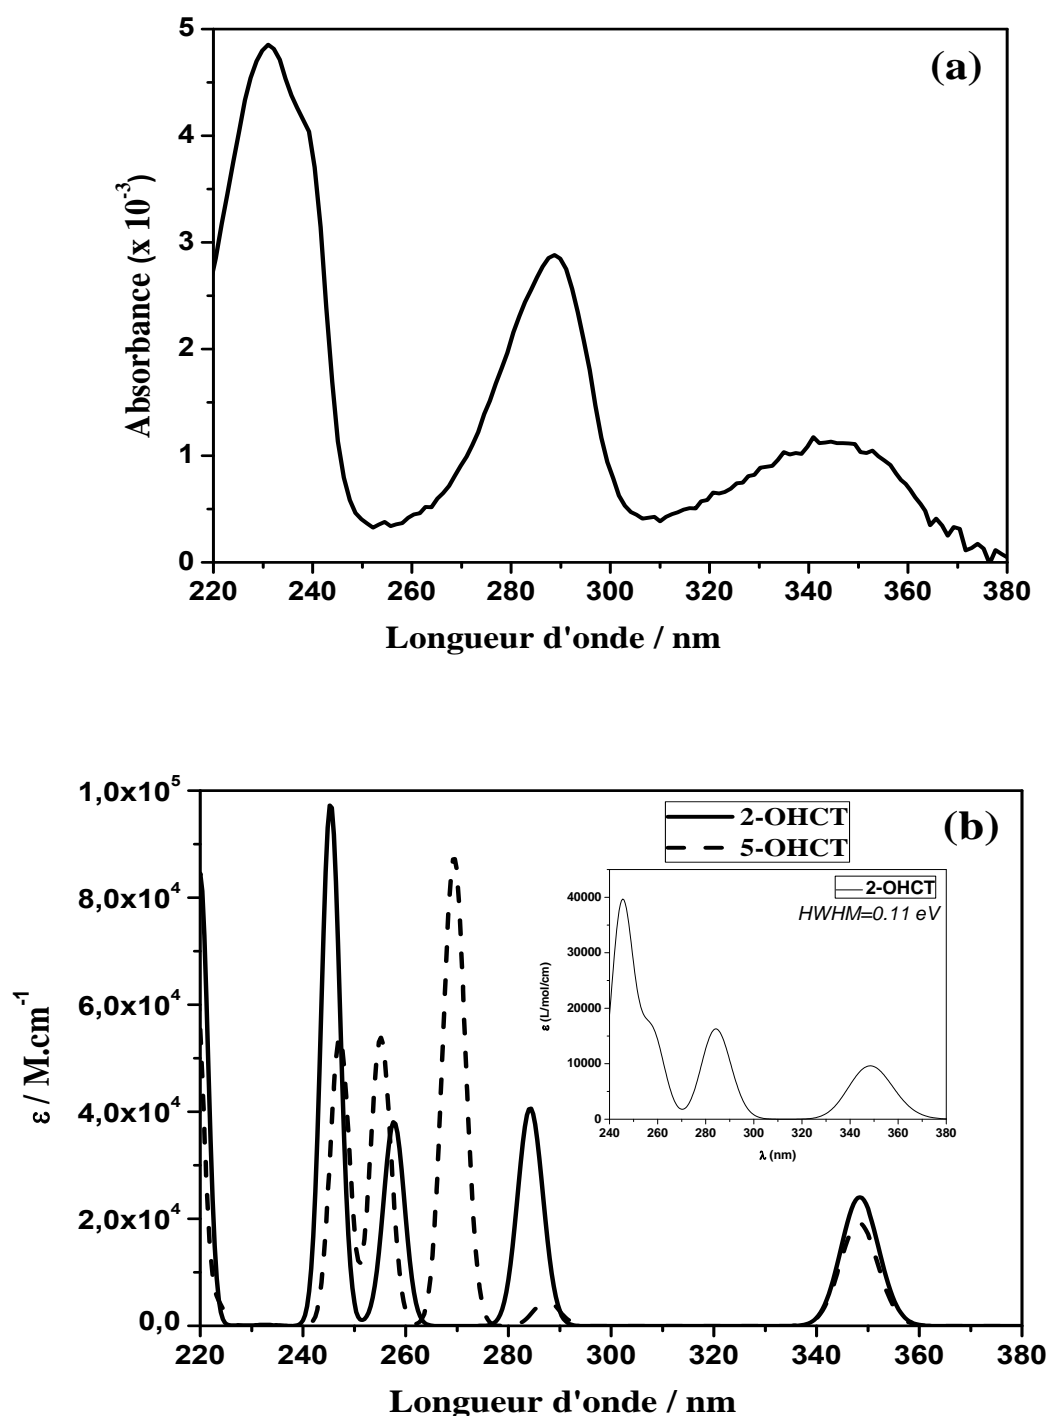 (a)
Absorbance (x 10⁻³)
5
4
3
2
1
0
220 240 260 280 300 320 340 360 380
Longueur d'onde / nm
(b)
2-OHCT
5-OHCT
ε / M.cm⁻¹
1,0x10⁵
8,0x10⁴
6,0x10⁴
4,0x10⁴
2,0x10⁴
0,0
2-OHCT
HWHM=0.11 eV
ε (L/mol/cm)
40000
30000
20000
10000
0
240 260 280 300 320 340 360 380
λ (nm)
220 240 260 280 300 320 340 360 380
Longueur d'onde / nm